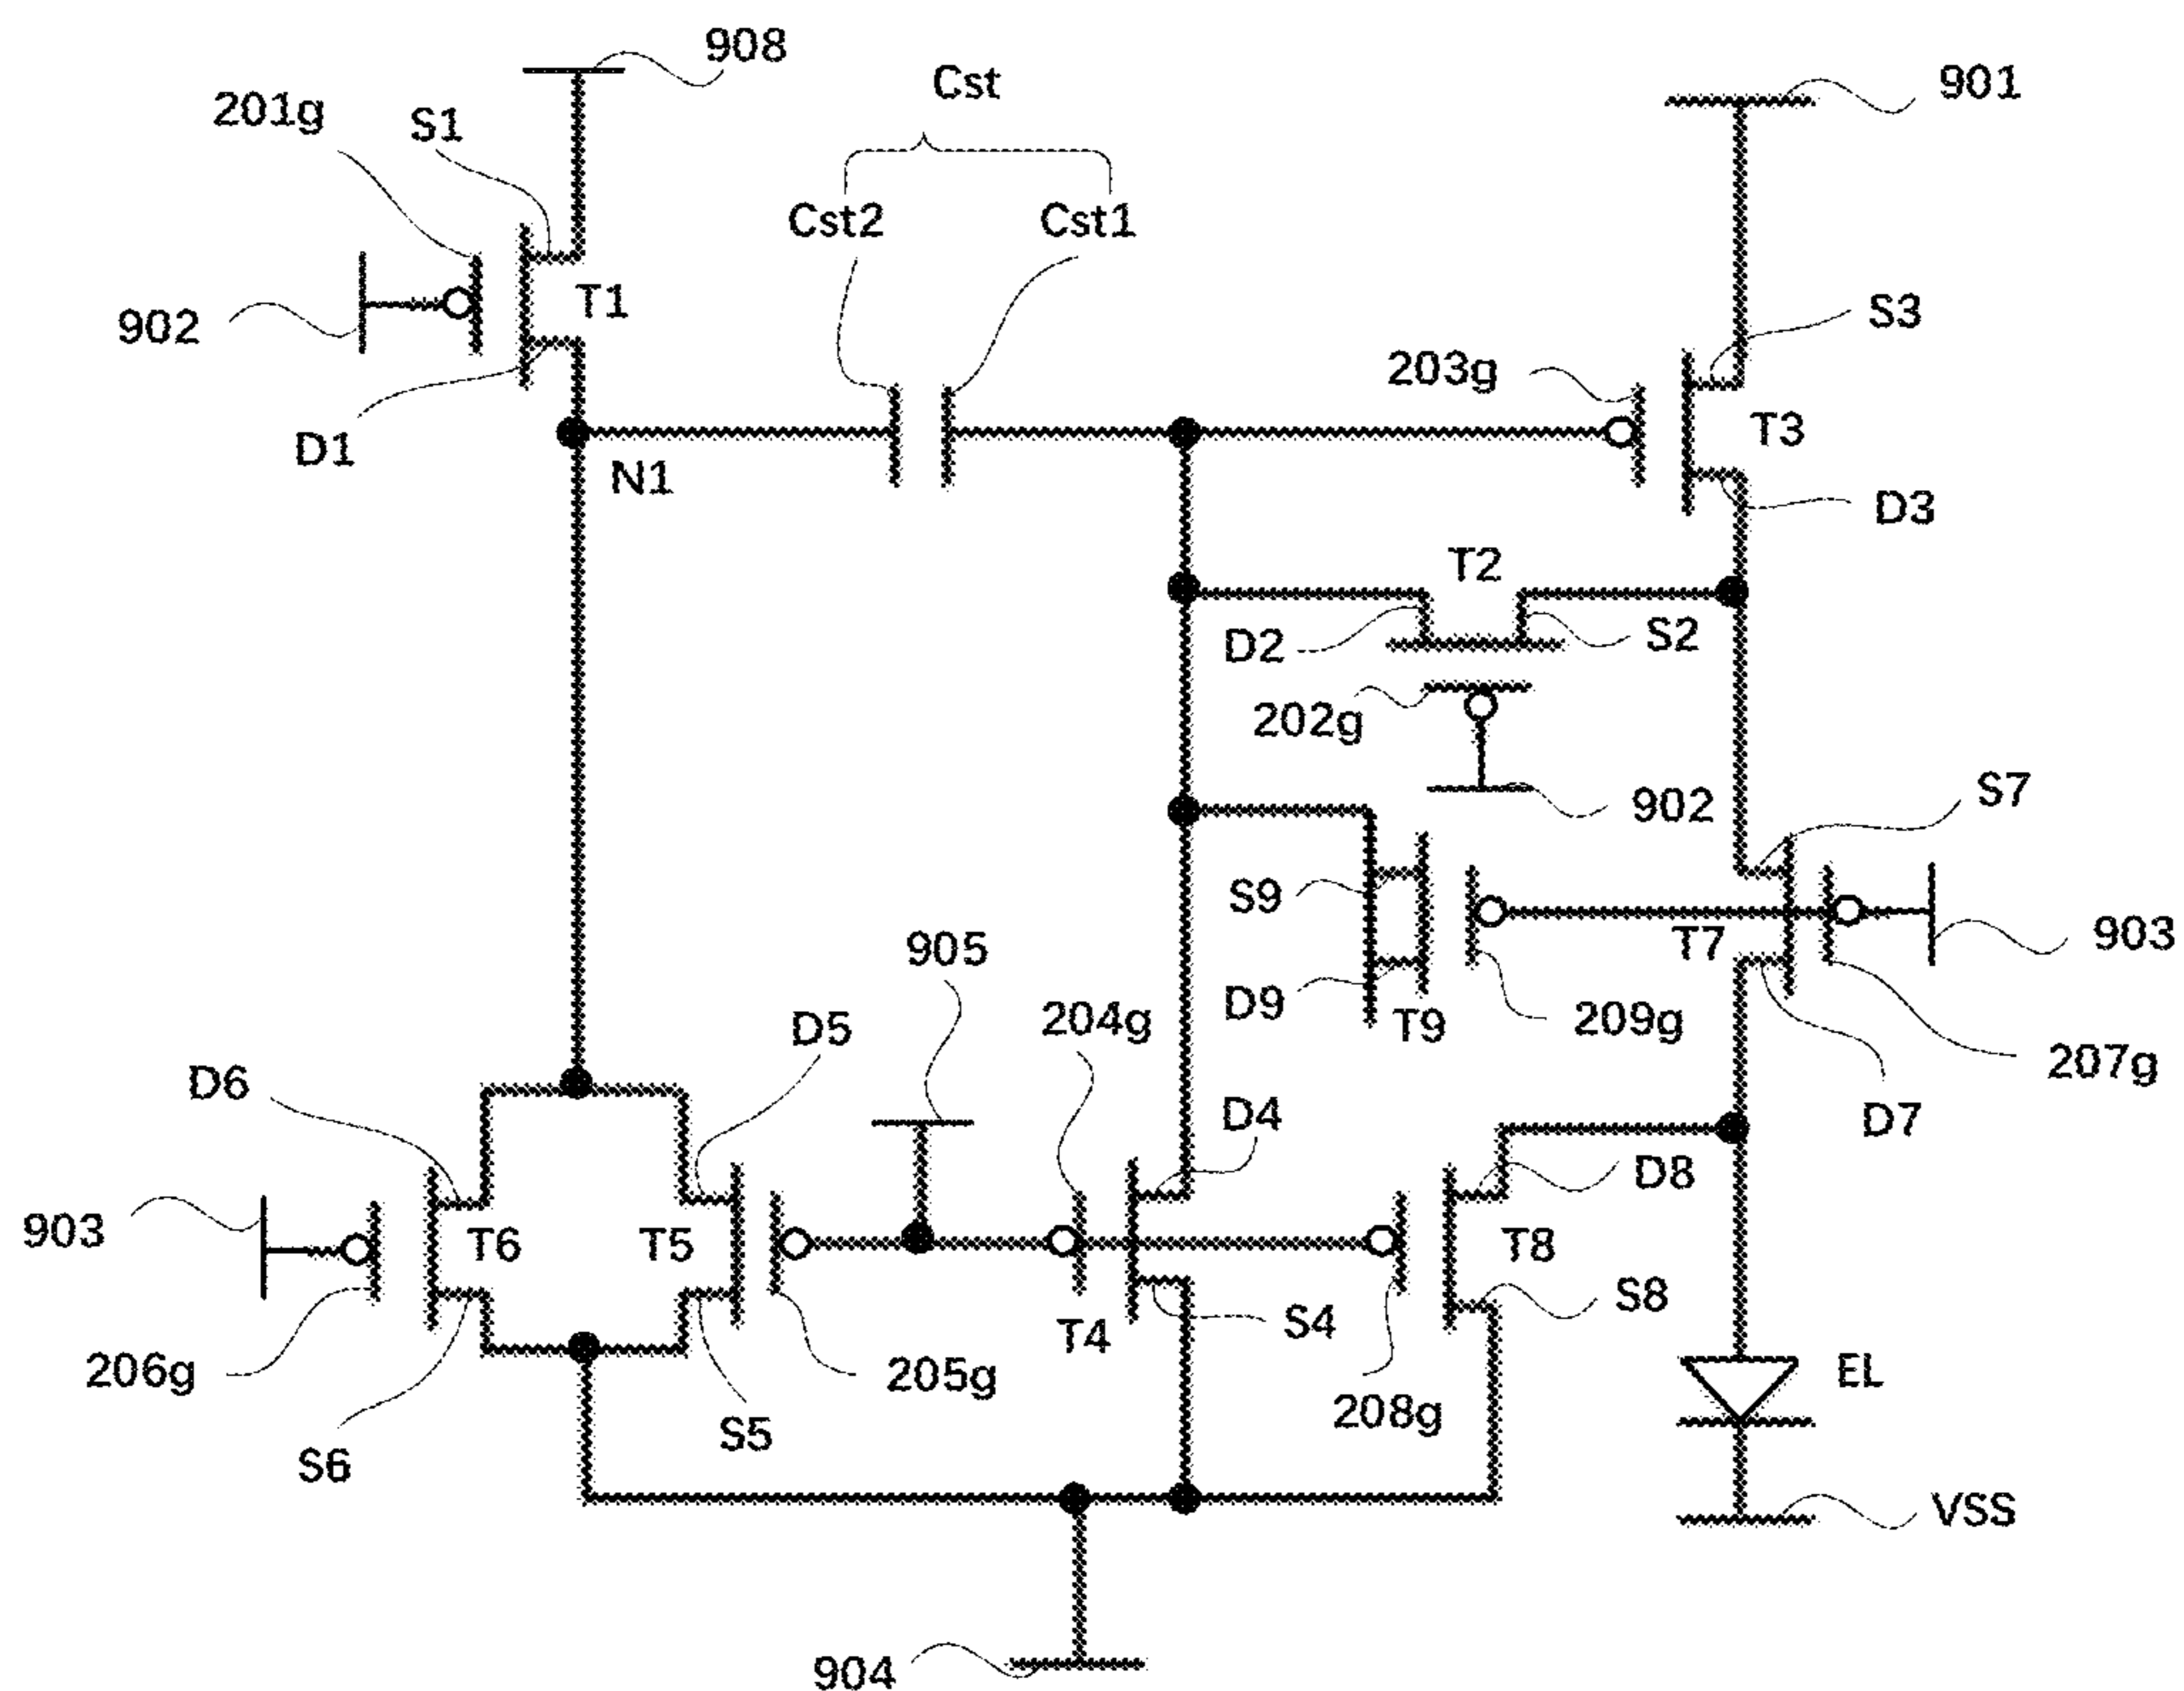 908
Cst
901
201g
S1
Cst2
Cst1
T1
902
S3
203g
T3
D1
N1
D3
T2
D2
S2
202g
902
S7
S9
905
T7
903
D9
T9
209g
204g
D5
207g
D6
D4
D7
D8
903
T6
T5
T8
S8
T4
S4
206g
205g
EL
208g
S5
S6
VSS
904